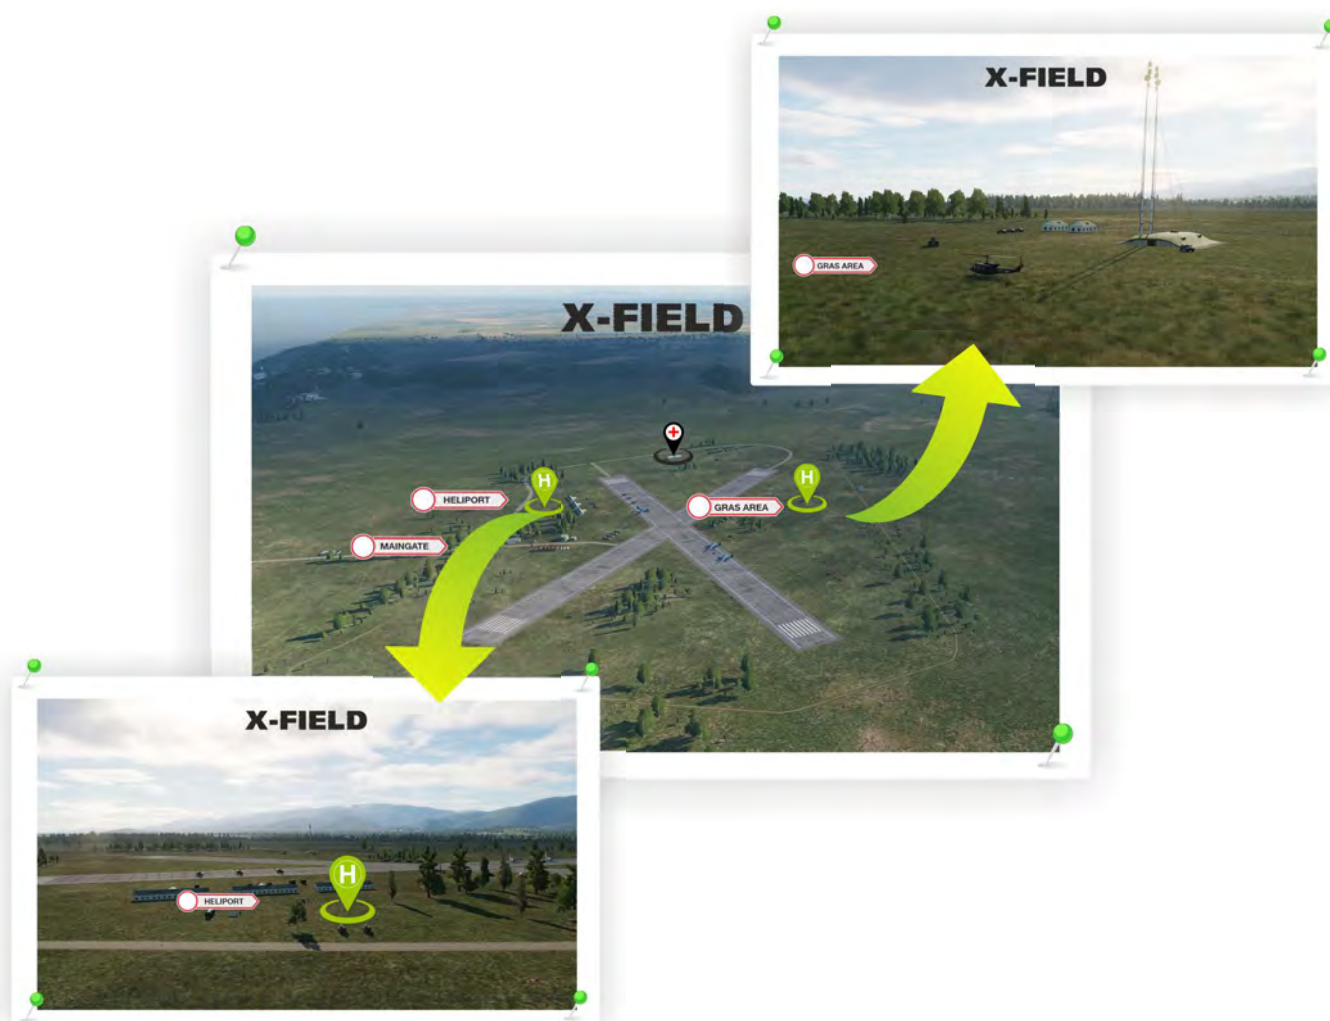 X-FIELD
GRAS AREA
X-FIELD
H
H
HELIPORT
GRAS AREA
MAINGATE
X-FIELD
H
HELIPORT